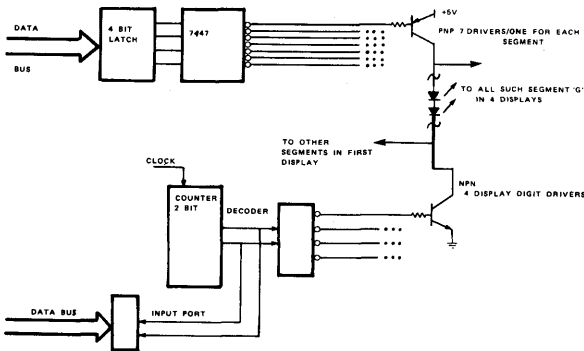 +5V
DATA
BUS
4 BIT
LATCH
7447
PNP 7 DRIVERS/ONE FOR EACH
SEGMENT
TO ALL SUCH SEGMENT 'G'
IN 4 DISPLAYS
TO OTHER
SEGMENTS IN FIRST
DISPLAY
CLOCK
COUNTER
2 BIT
DECODER
NPN
4 DISPLAY DIGIT DRIVERS
DATA BUS
INPUT PORT